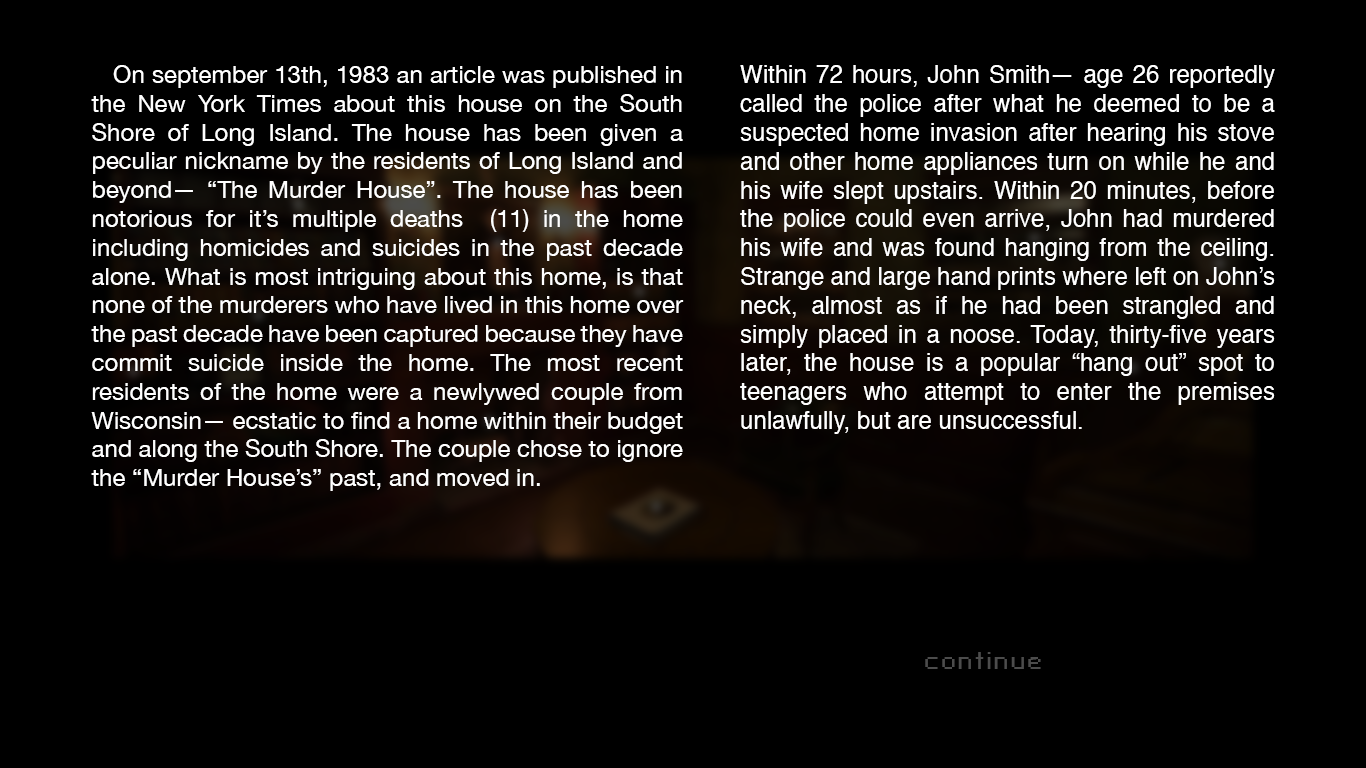 On september 13th, 1983 an article was published in
the New York Times about this house on the South
Shore of Long Island. The house has been given a
peculiar nickname by the residents of Long Island and
beyond— “The Murder House”. The house has been
notorious for it’s multiple deaths (11) in the home
including homicides and suicides in the past decade
alone. What is most intriguing about this home, is that
none of the murderers who have lived in this home over
the past decade have been captured because they have
commit suicide inside the home. The most recent
residents of the home were a newlywed couple from
Wisconsin— ecstatic to find a home within their budget
and along the South Shore. The couple chose to ignore
the “Murder House’s” past, and moved in.
Within 72 hours, John Smith— age 26 reportedly
called the police after what he deemed to be a
suspected home invasion after hearing his stove
and other home appliances turn on while he and
his wife slept upstairs. Within 20 minutes, before
the police could even arrive, John had murdered
his wife and was found hanging from the ceiling.
Strange and large hand prints where left on John’s
neck, almost as if he had been strangled and
simply placed in a noose. Today, thirty-five years
later, the house is a popular “hang out” spot to
teenagers who attempt to enter the premises
unlawfully, but are unsuccessful.
continue